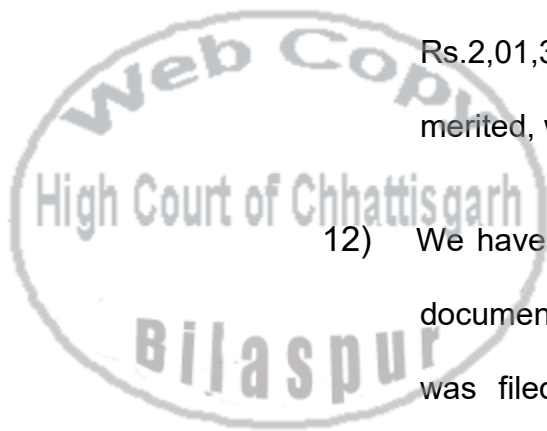 Web Copy
High Court of Chhattisgarh
Bilaspur
Rs.2,01,3
merited,
12) We have
documen
was filed